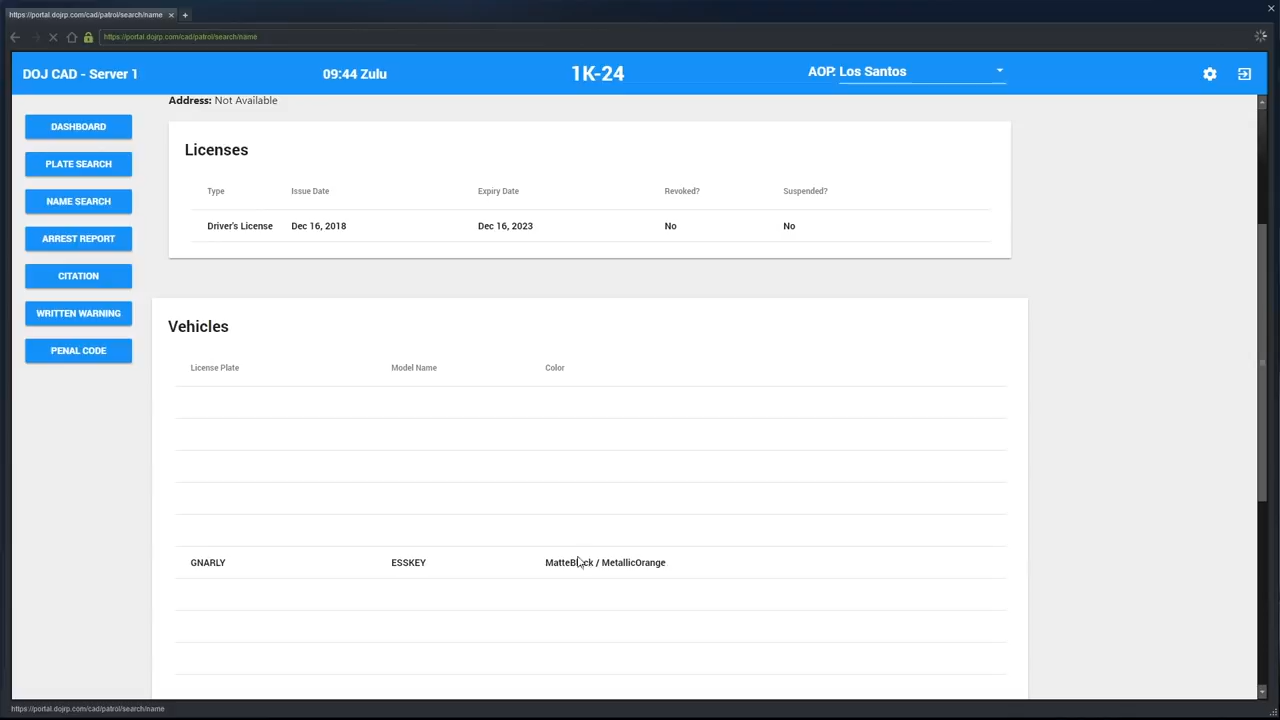 https://portal.dojrp.com/cad/patrol/search/name
https://portal.dojrp.com/cad/patrol/search/name
DOJ CAD - Server 1
09:44 Zulu
1K-24
AOP: Los Santos
Address: Not Available
DASHBOARD
PLATE SEARCH
NAME SEARCH
ARREST REPORT
CITATION
WRITTEN WARNING
PENAL CODE
Licenses
Type Issue Date Expiry Date Revoked? Suspended?
Driver's License Dec 16, 2018 Dec 16, 2023 No No
Vehicles
License Plate Model Name Color
GNARLY ESSKEY MatteBlack / MetallicOrange
https://portal.dojrp.com/cad/patrol/search/name